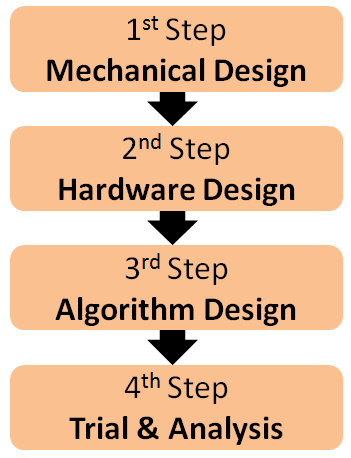 1st Step
Mechanical Design
2nd Step
Hardware Design
3rd Step
Algorithm Design
4th Step
Trial & Analysis